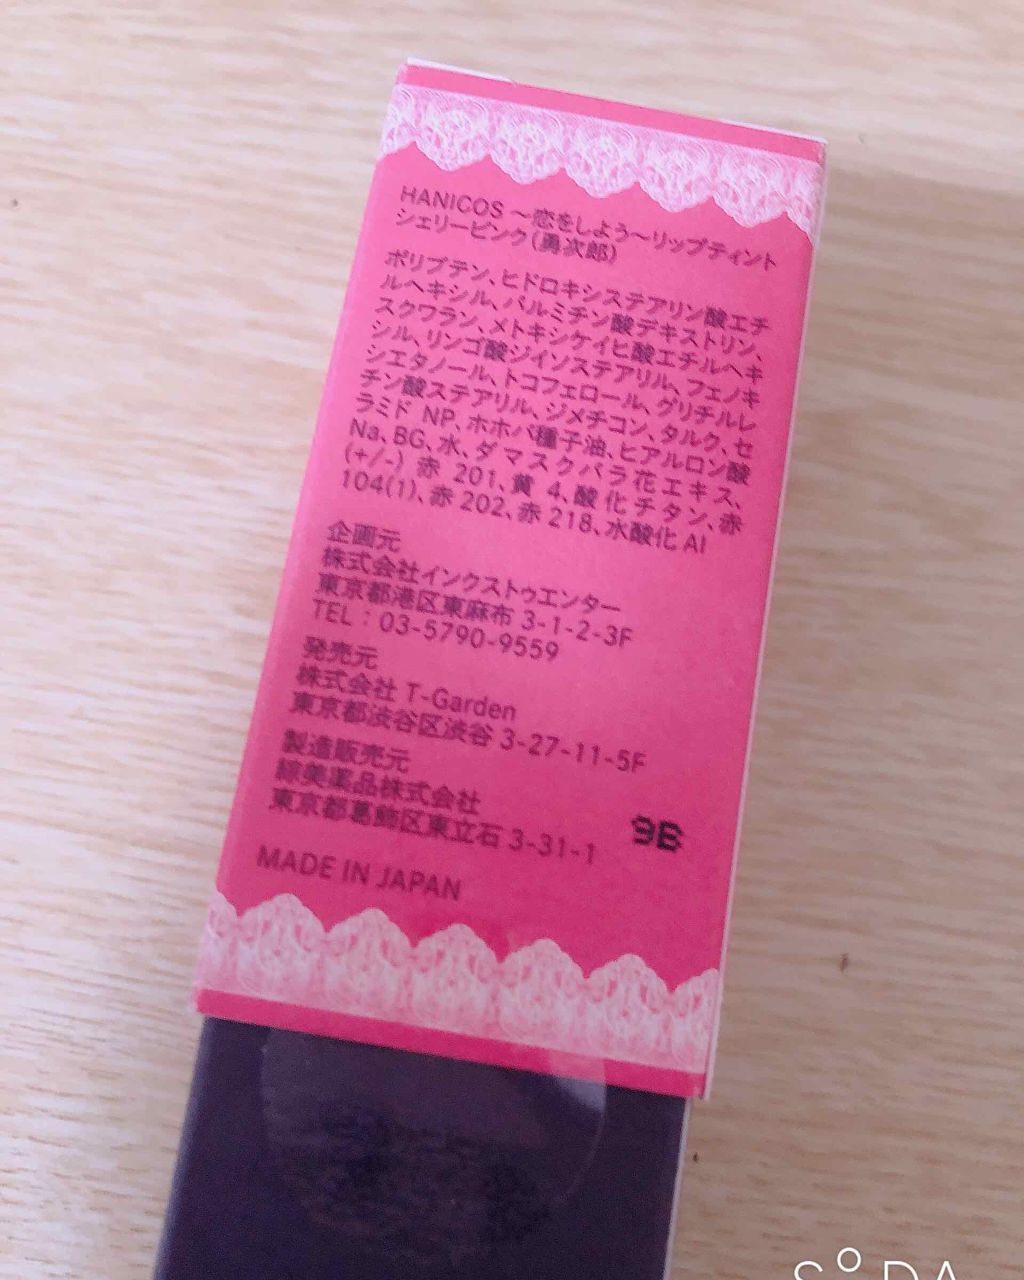 HANICOS ～恋をしよう～リップティント
シェリーピンク(勇次郎)
ポリブテン、ヒドロキシステアリン酸エチ
ルヘキシル、パルミチン酸デキストリン、
スクワラン、メトキシケイヒ酸エチルヘキ
シル、リンゴ酸ジイソステアリル、フェノキ
シエタノール、トコフェロール、グリチルレ
チン酸ステアリル、ジメチコン、タルク、セ
ラミド NP、ホホバ種子油、ヒアルロン酸
Na、BG、水、ダマスクバラ花エキス、
(+/-) 赤 201、黄 4、酸化チタン、赤
104(1)、赤 202、赤 218、水酸化 Al
企画元
株式会社インクストゥエンター
東京都港区東麻布 3-1-2-3F
TEL：03-5790-9559
発売元
株式会社 T-Garden
東京都渋谷区渋谷 3-27-11-5F
製造販売元
綜美薬品株式会社
東京都葛飾区東立石 3-31-1
9B
MADE IN JAPAN